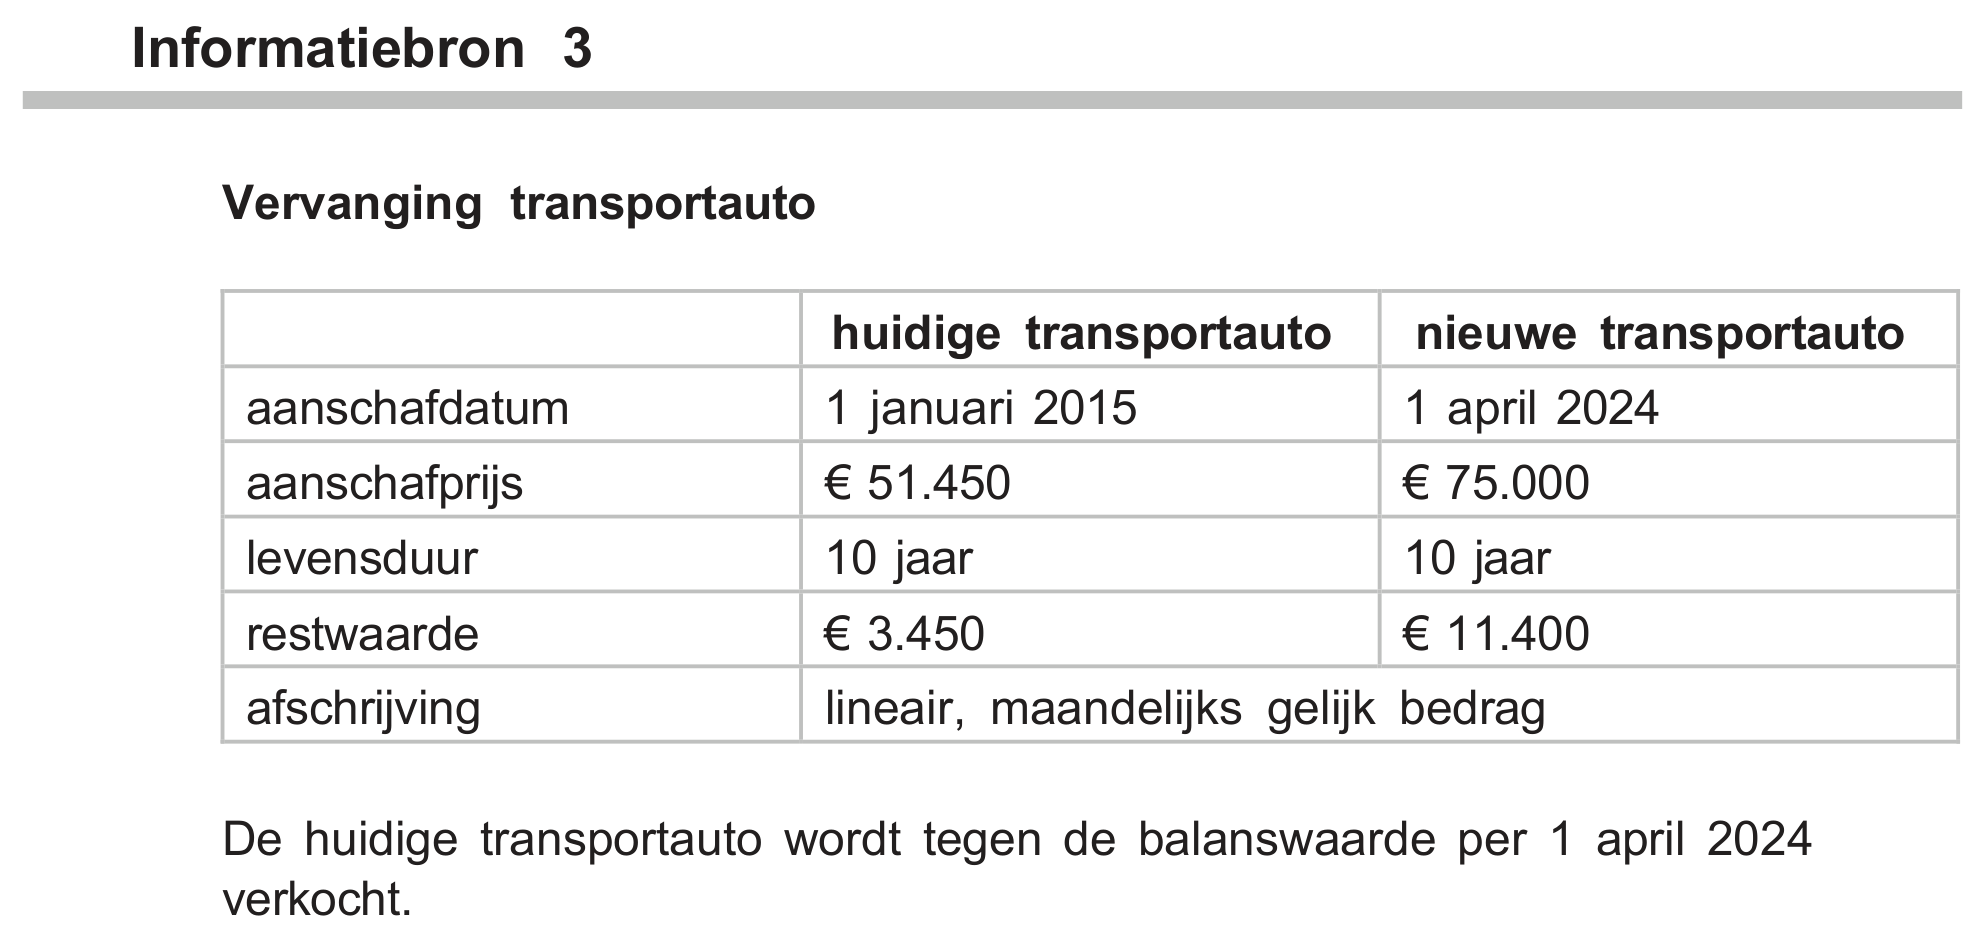 Informatiebron 3
Vervanging transportauto
huidige transportauto nieuwe transportauto
aanschafdatum 1 januari 2015 1 april 2024
aanschafprijs € 51.450 € 75.000
levensduur 10 jaar 10 jaar
restwaarde € 3.450 € 11.400
afschrijving lineair, maandelijks gelijk bedrag
De huidige transportauto wordt tegen de balanswaarde per 1 april 2024
verkocht.